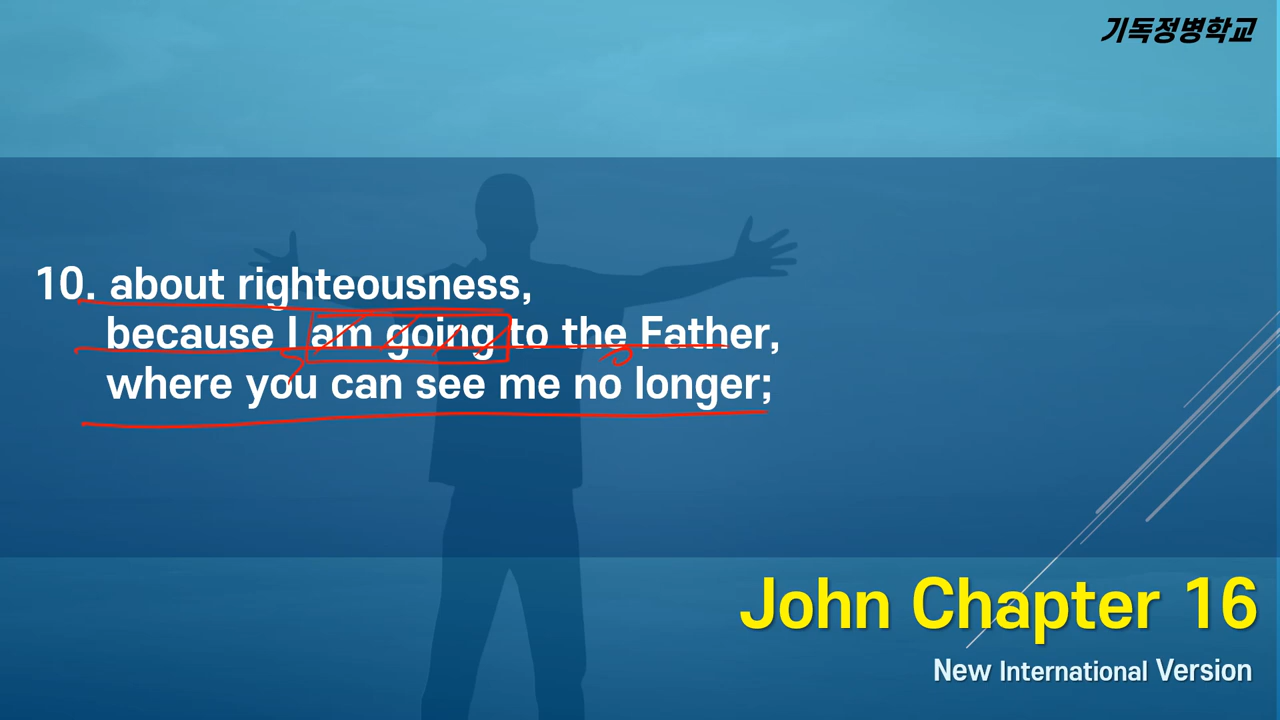 기독정병학교
10. about righteousness,
because I am going to the Father,
where you can see me no longer;
John Chapter 16
New International Version